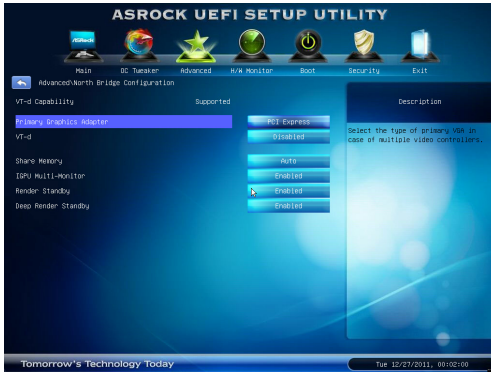 ASROCK UEFI SETUP UTILITY
ASRock
Main OC Tweaker Advanced H/W Monitor Boot Security Exit
Advanced\North Bridge Configuration
VT-d Capability Supported
Description
Primary Graphics Adapter PCI Express
Select the type of primary VGA in
case of multiple video controllers.
VT-d Disabled
Share Memory Auto
IGPU Multi-Monitor Enabled
Render Standby Enabled
Deep Render Standby Enabled
Tomorrow's Technology Today
Tue 12/27/2011, 00:02:00